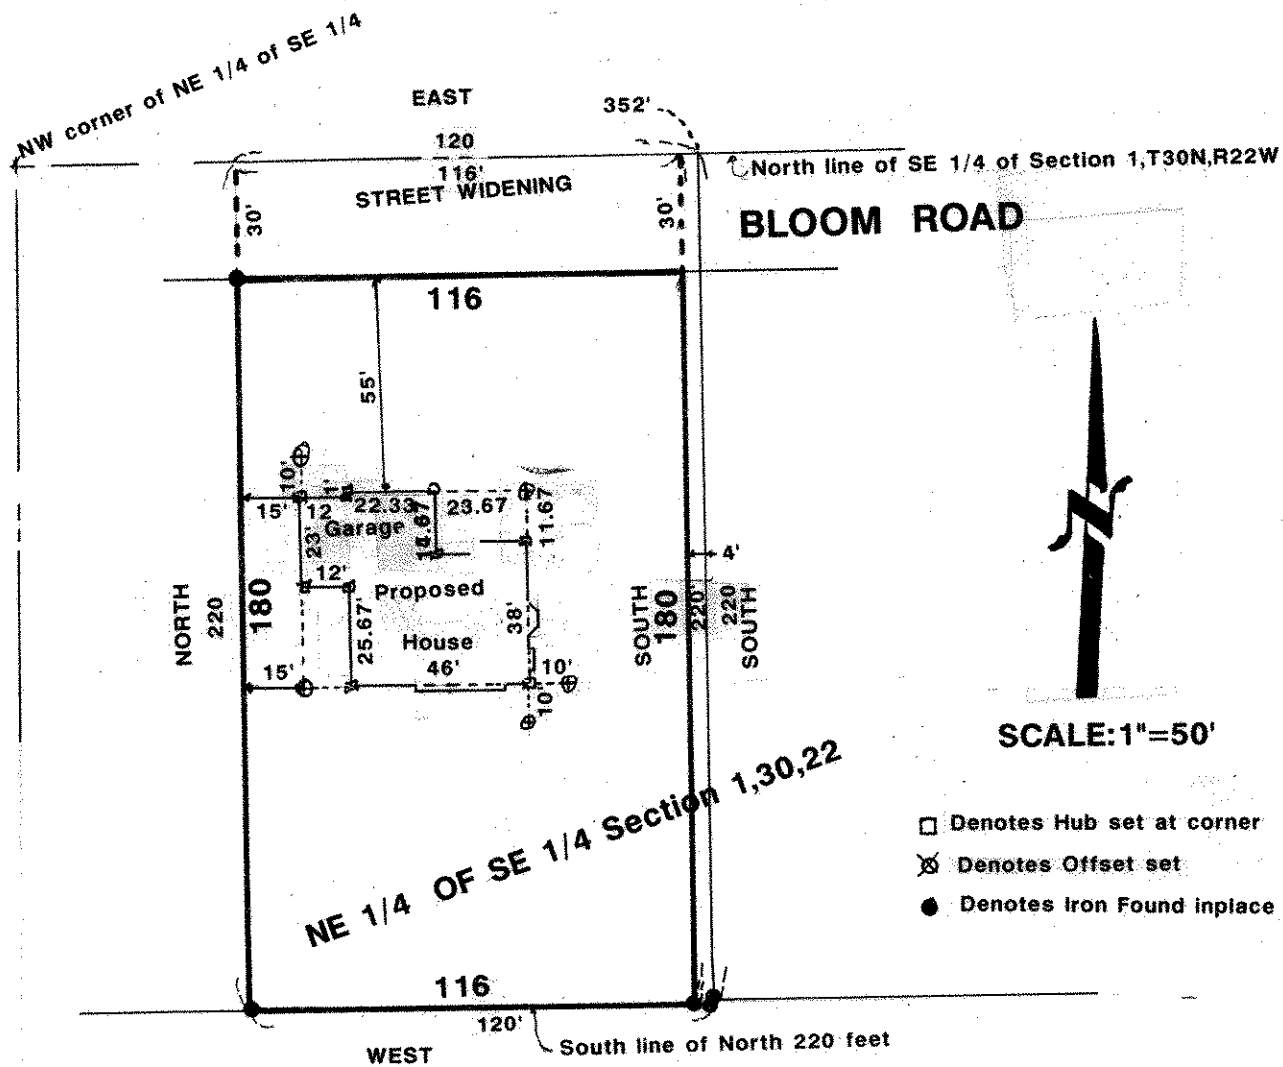 NW corner of NE 1/4 of SE 1/4
EAST
352'
120
116'
STREET WIDENING
North line of SE 1/4 of Section 1,T30N,R22W
30'
30'
BLOOM ROAD
116
55'
10'
1'
15'
12
22.33
23.67
11.67
Garage
14.67
23'
4'
12'
Proposed
NORTH
220
180
25.67'
House
38'
SOUTH
180
220'
220
SOUTH
15'
46'
10'
10'
N
SCALE:1"=50'
NE 1/4 OF SE 1/4 Section 1,30,22
Denotes Hub set at corner
Denotes Offset set
Denotes Iron Found inplace
116
120'
South line of North 220 feet
WEST